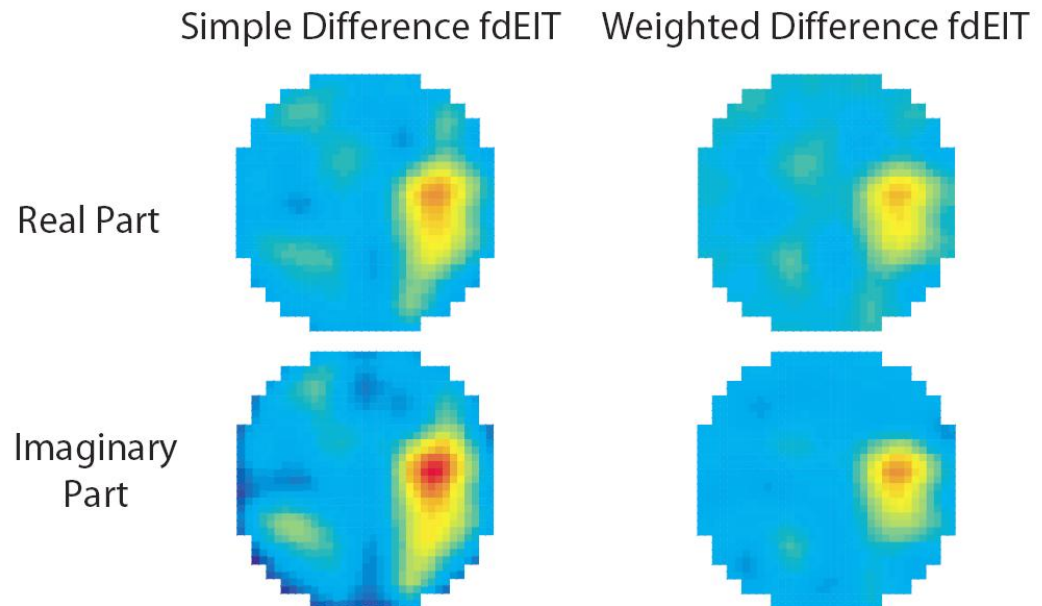 Simple Difference fdEIT
Weighted Difference fdEIT
Real Part
Imaginary
Part